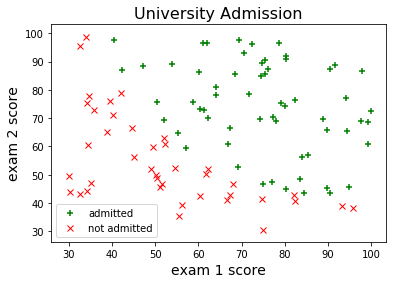 University Admission
100
90
80
70
60
50
40
30
exam 2 score
admitted
not admitted
30 40 50 60 70 80 90 100
exam 1 score